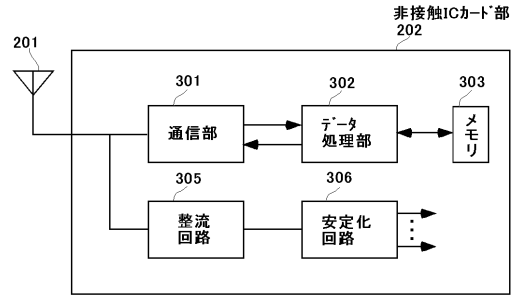 非接触ICカード部
202
201
301
302
303
通信部
データ
処理部
メモリ
305
306
整流
回路
安定化
回路